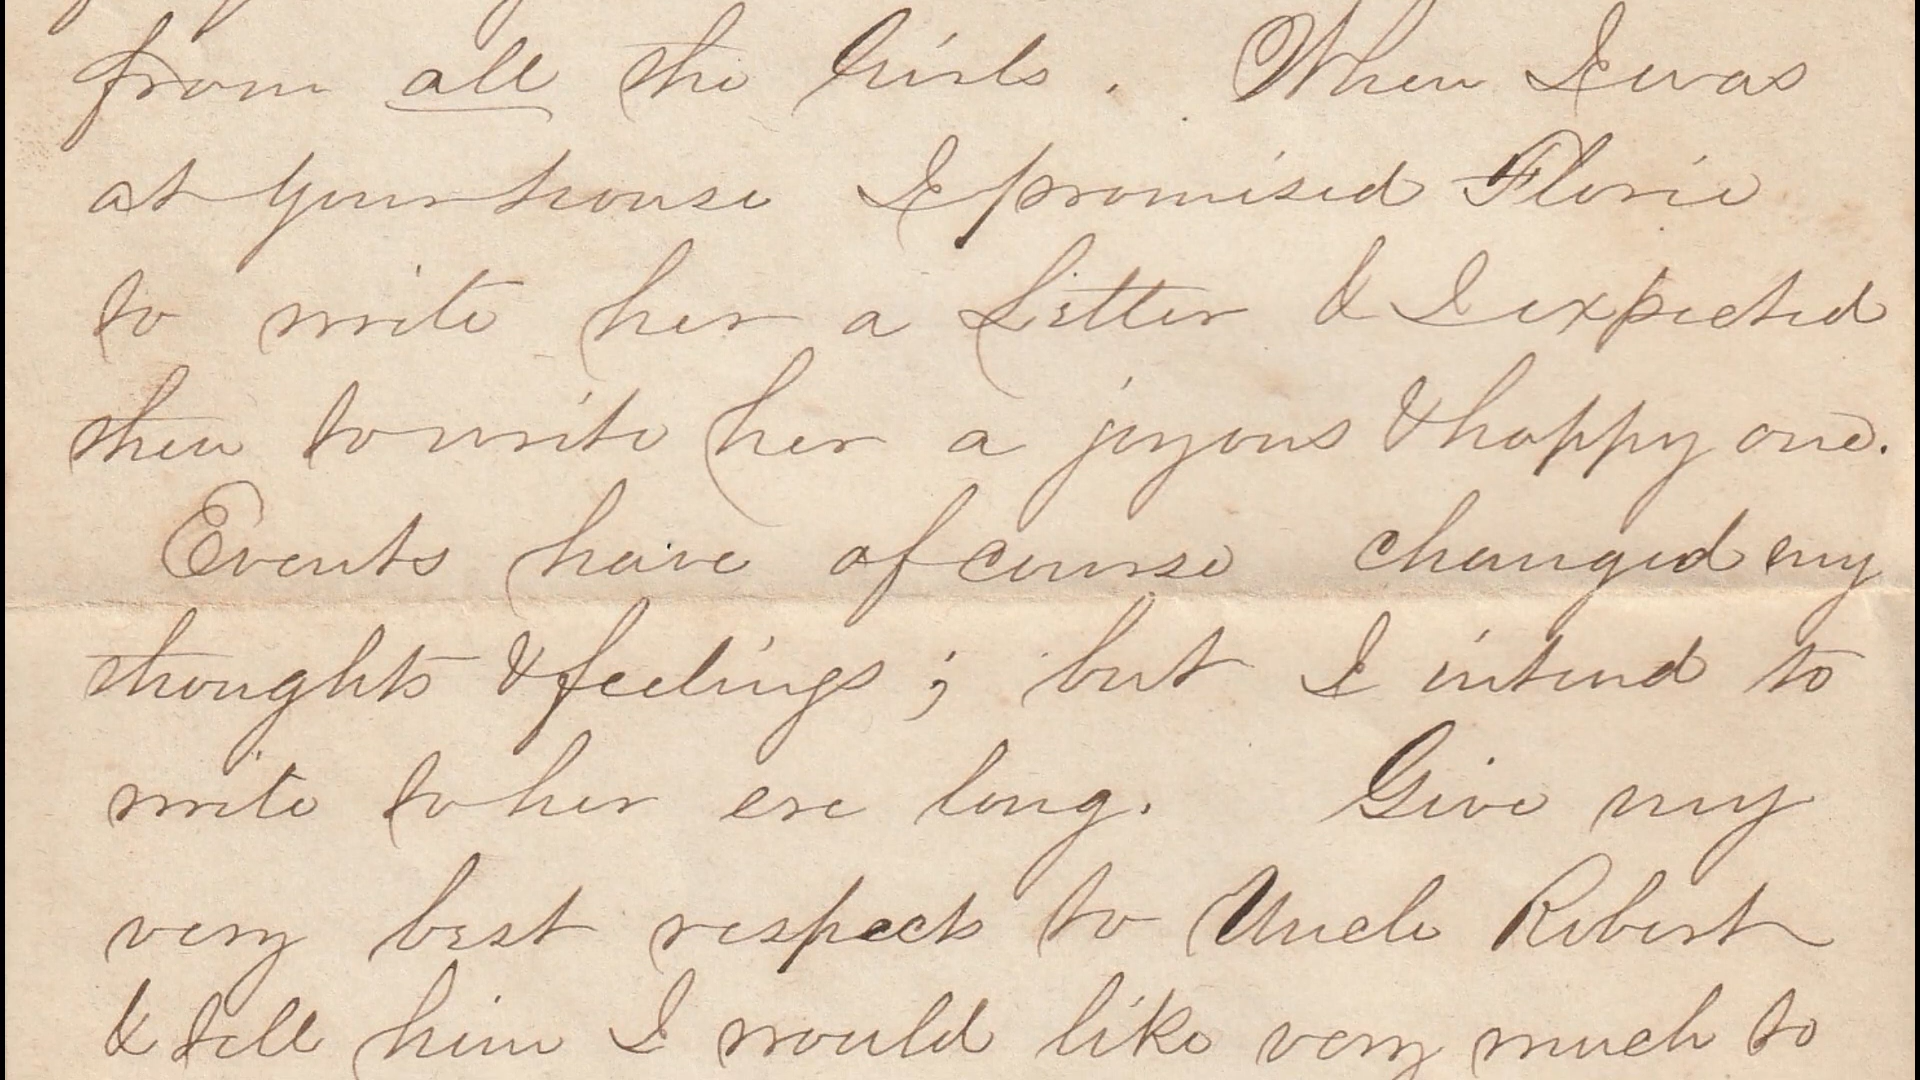 from all the Girls. When I was
at your house I promised Florie
to write her a Letter & I expected
then to write her a joyous & happy one.
Events have of course changed my
thoughts & feelings; but I intend to
write to her ere long. Give my
very best respects to Uncle Robert
& tell him I would like very much to